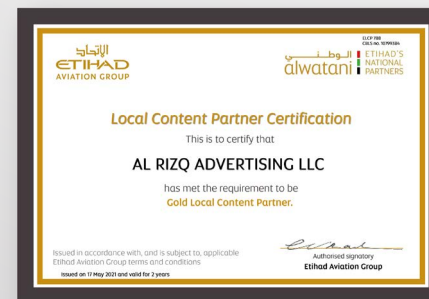 الإتحاد
ETIHAD
AVIATION GROUP
الوطني
alwatani
ETIHAD'S
NATIONAL
PARTNERS
Local Content Partner Certification
This is to certify that
AL RIZQ ADVERTISING LLC
has met the requirement to be
Gold Local Content Partner.
Issued in accordance with, and is subject to, applicable
Etihad Aviation Group terms and conditions
Issued on 17 May 2021 and valid for 2 years
Authorised signatory
Etihad Aviation Group